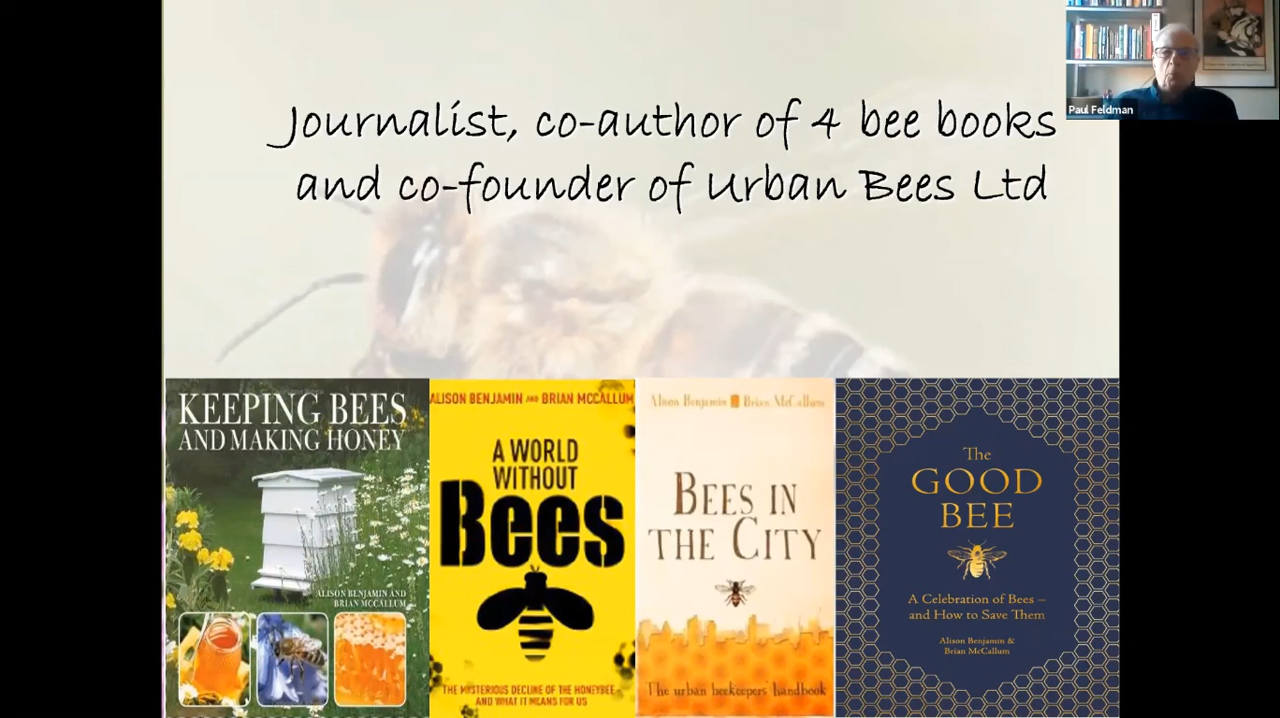 Journalist, co-author of 4 bee books
and co-founder of Urban Bees Ltd
Paul Feldman
KEEPING BEES
AND MAKING HONEY
ALISON BENJAMIN AND
BRIAN MCCALLUM
ALISON BENJAMIN AND BRIAN MCCALLUM
A WORLD
WITHOUT
Bees
THE MYSTERIOUS DECLINE OF THE HONEYBEE
AND WHAT IT MEANS FOR US
Alison Benjamin Brian McCallum
BEES IN
THE CITY
The urban beekeepers' handbook
The
GOOD
BEE
A Celebration of Bees –
and How to Save Them
Alison Benjamin &
Brian McCallum